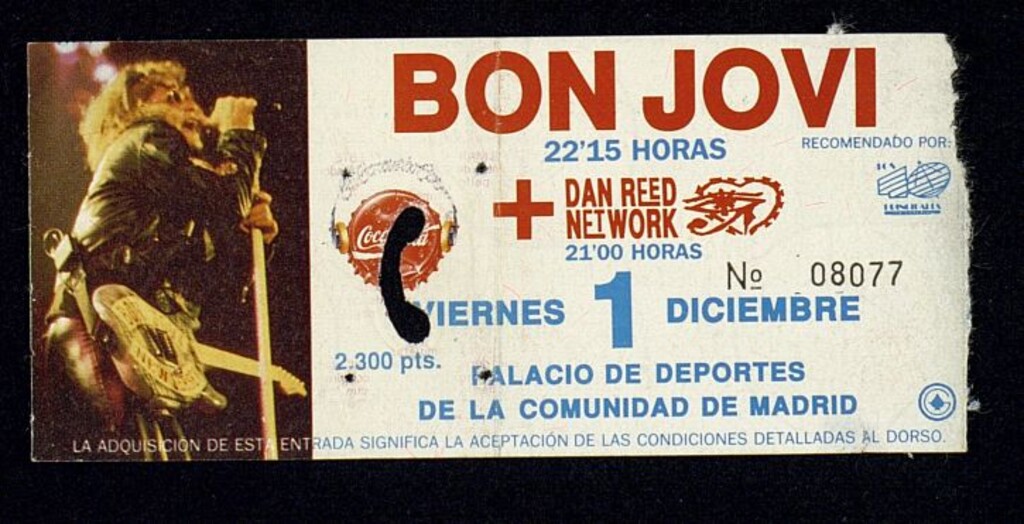 BON JOVI
22'15 HORAS
RECOMENDADO POR:
+ DAN REED
NETWORK
21'00 HORAS
Nº 08077
VIERNES 1 DICIEMBRE
2.300 pts.
PALACIO DE DEPORTES
DE LA COMUNIDAD DE MADRID
LA ADQUISICIÓN DE ESTA ENTRADA SIGNIFICA LA ACEPTACIÓN DE LAS CONDICIONES DETALLADAS AL DORSO.